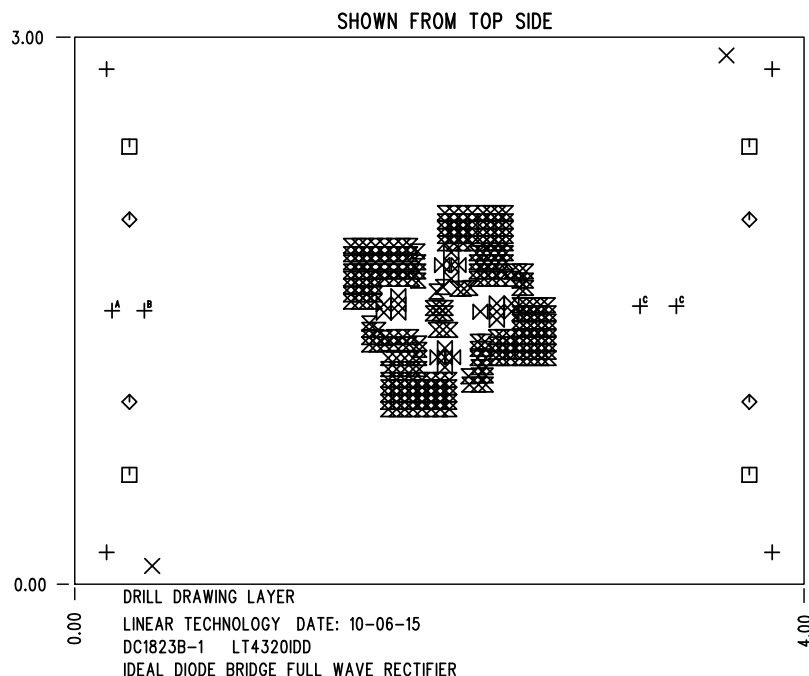 SHOWN FROM TOP SIDE
3.00
A B C C
0.00
0.00 4.00
DRILL DRAWING LAYER
LINEAR TECHNOLOGY DATE: 10-06-15
DC1823B-1 LT4320IDD
IDEAL DIODE BRIDGE FULL WAVE RECTIFIER